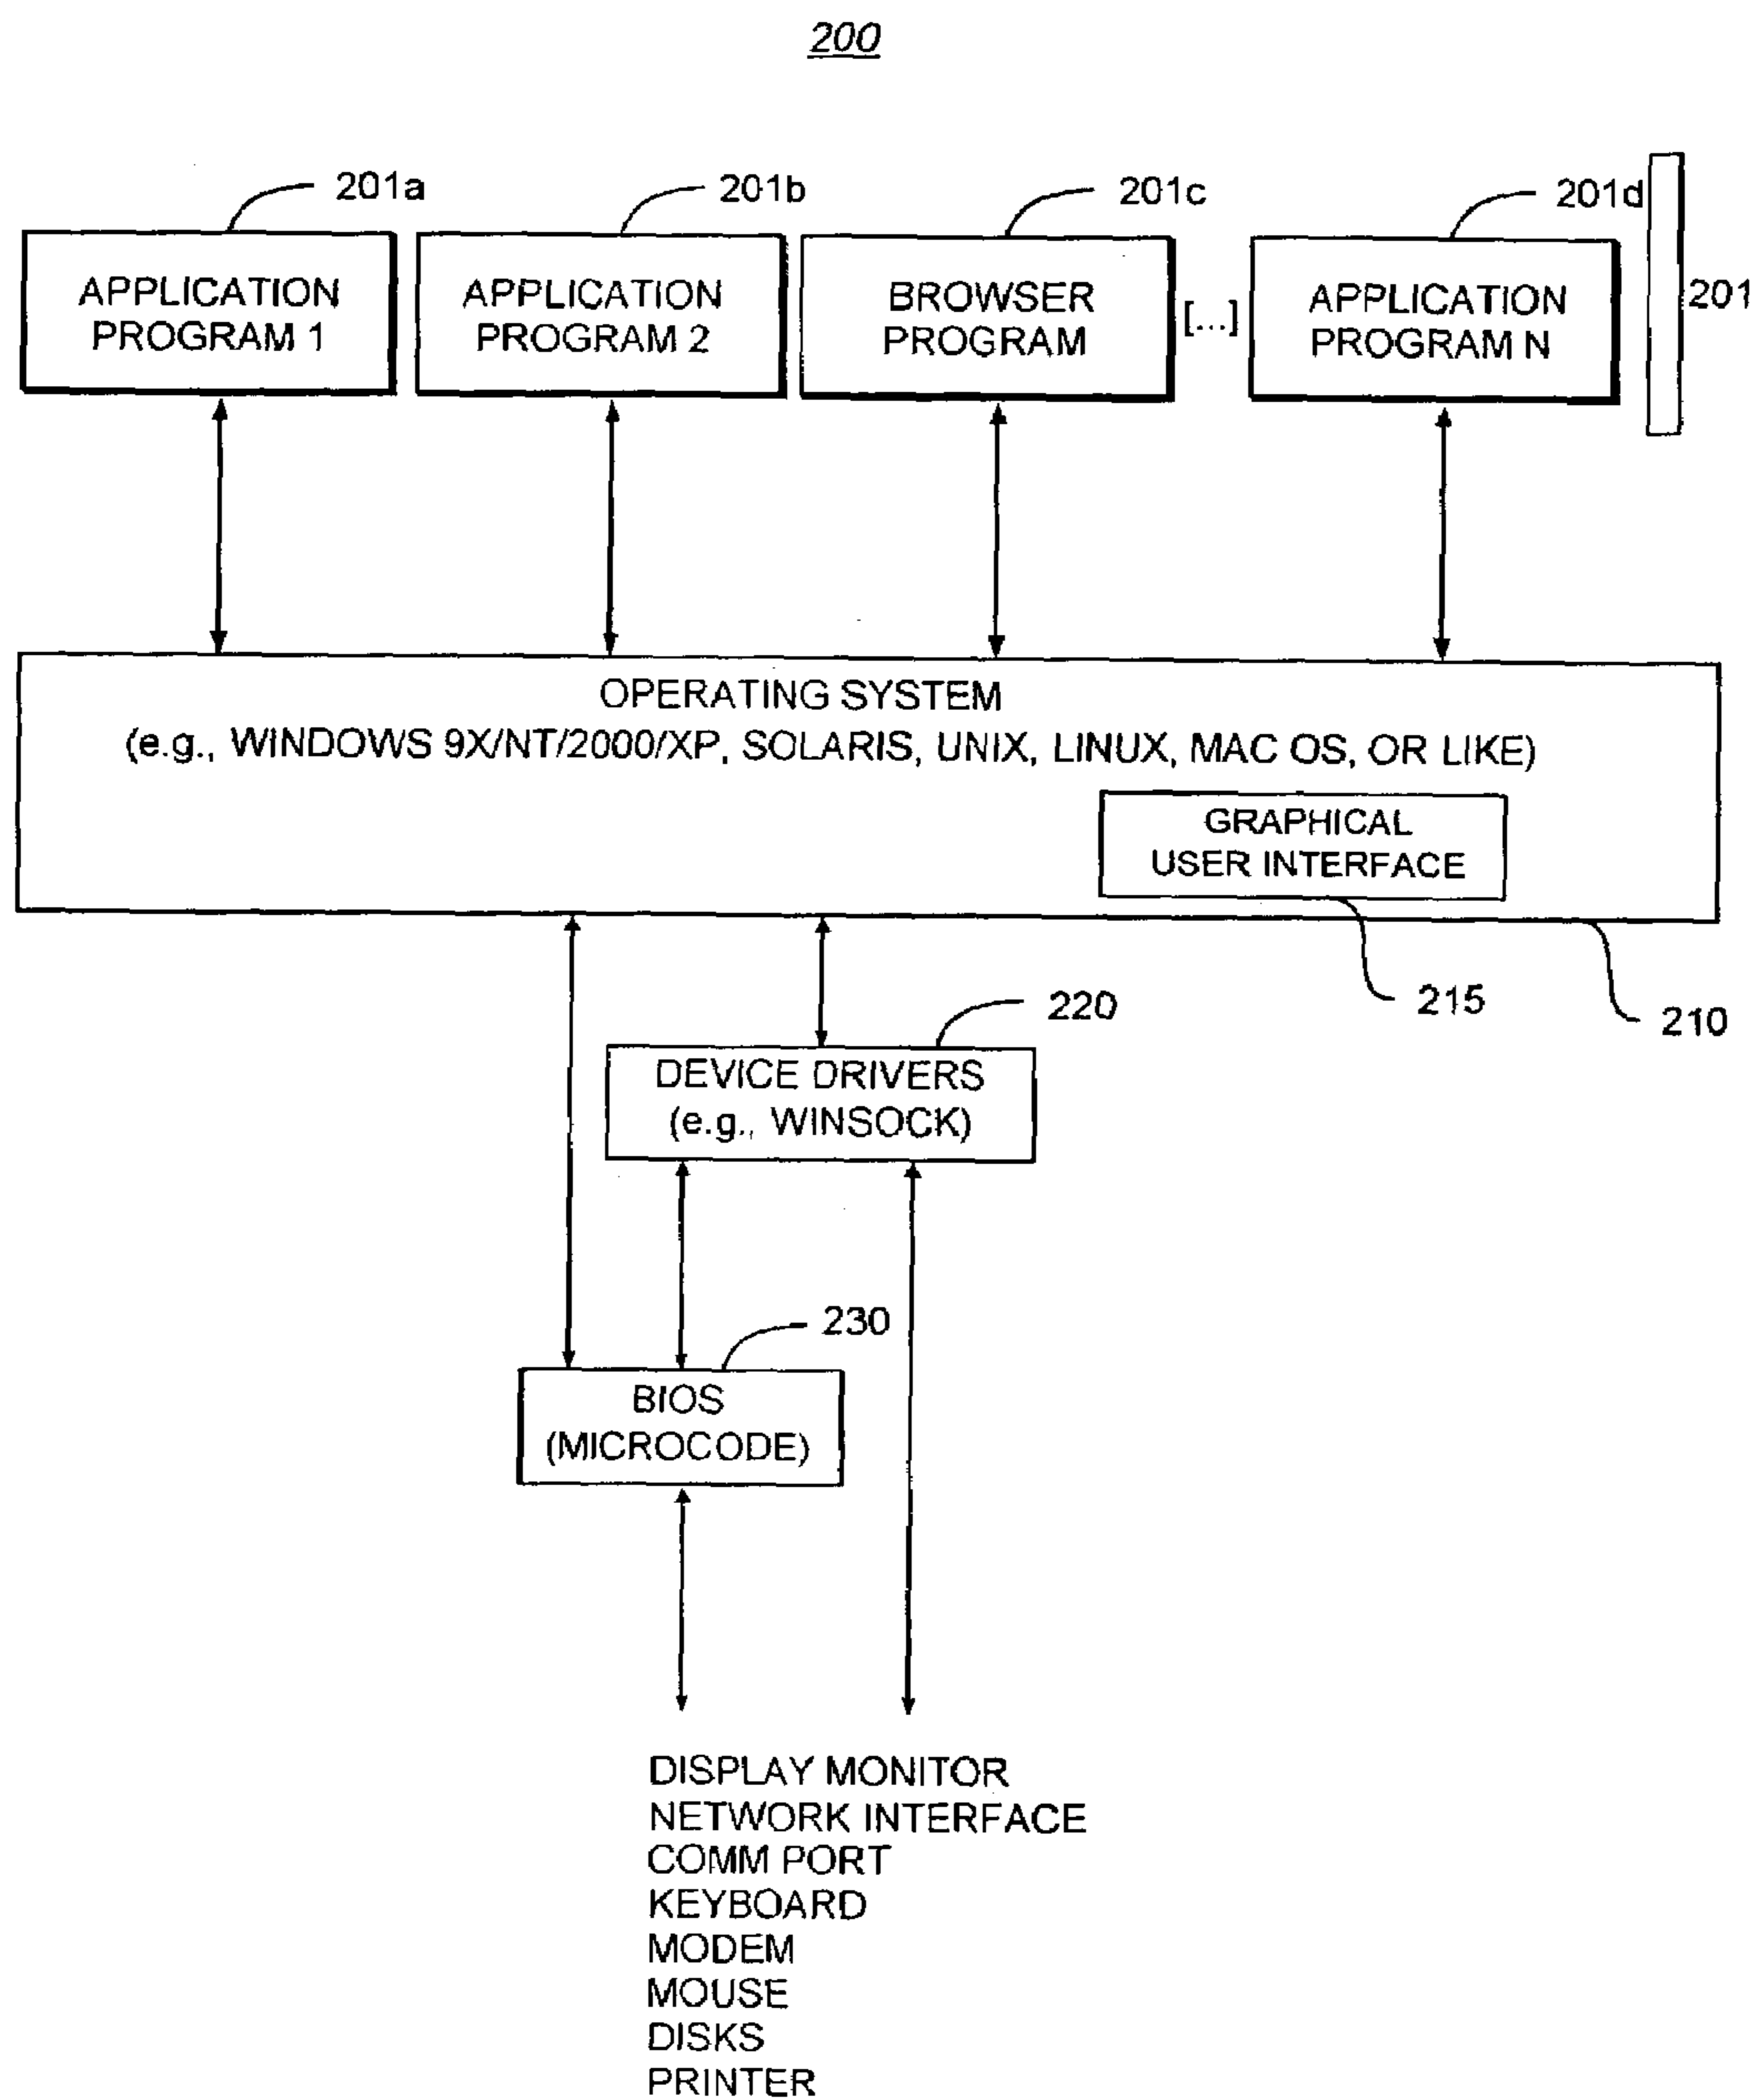 200
201a
201b
201c
201d
201
APPLICATION
PROGRAM 1
APPLICATION
PROGRAM 2
BROWSER
PROGRAM
[...]
APPLICATION
PROGRAM N
OPERATING SYSTEM
(e.g., WINDOWS 9X/NT/2000/XP, SOLARIS, UNIX, LINUX, MAC OS, OR LIKE)
GRAPHICAL
USER INTERFACE
215
210
220
DEVICE DRIVERS
(e.g., WINSOCK)
230
BIOS
(MICROCODE)
DISPLAY MONITOR
NETWORK INTERFACE
COMM PORT
KEYBOARD
MODEM
MOUSE
DISKS
PRINTER